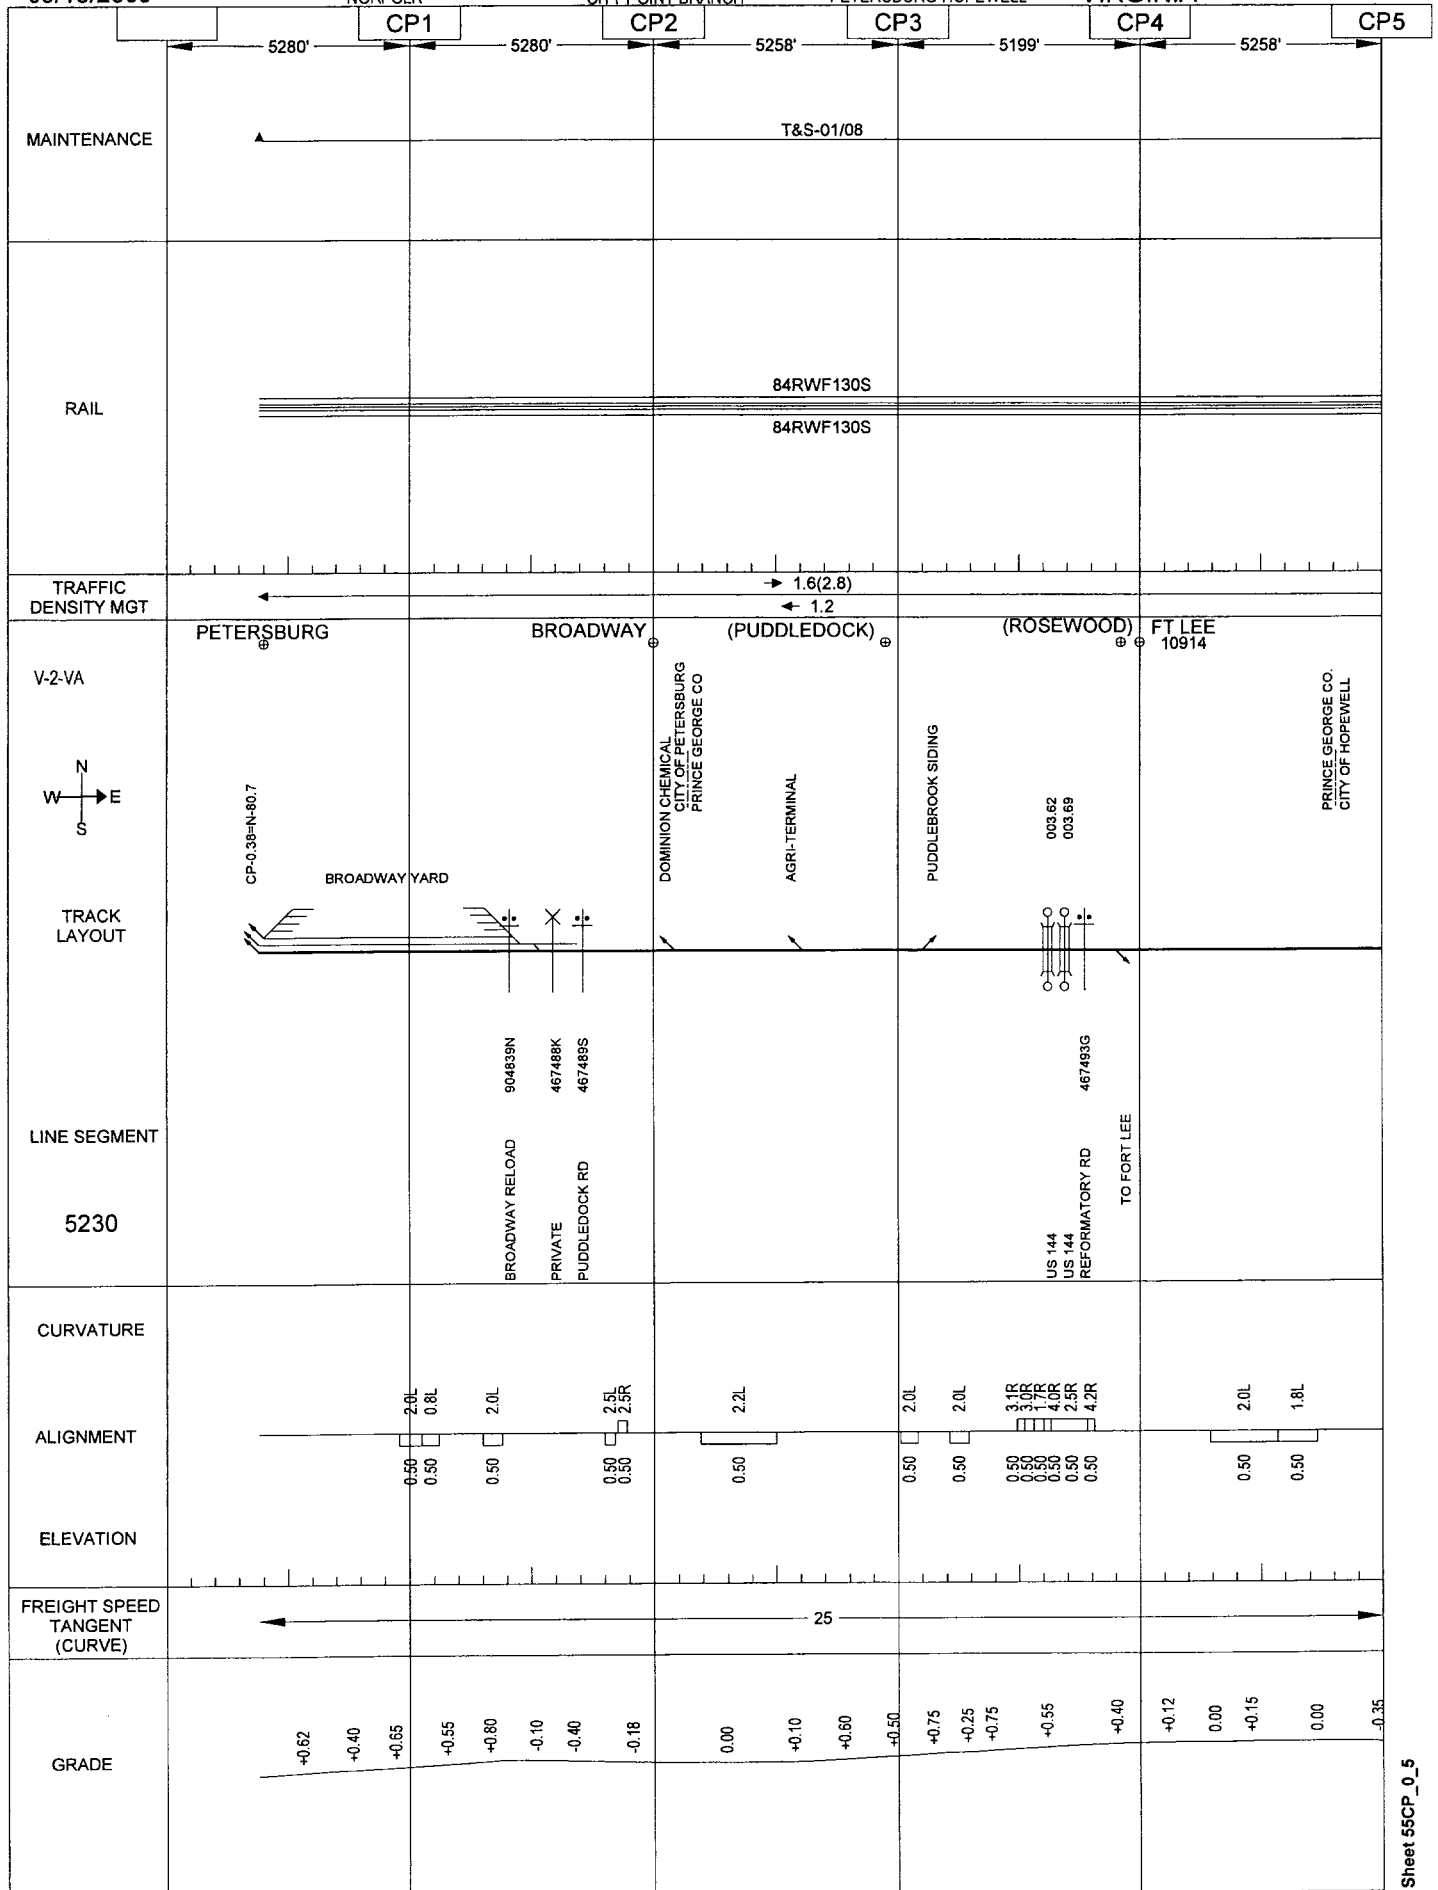 CP1 CP2 CP3 CP4 CP5
5280' 5280' 5258' 5199' 5258'
MAINTENANCE
T&S-01/08
RAIL
84RWF130S
84RWF130S
TRAFFIC
DENSITY MGT
1.6(2.8)
1.2
PETERSBURG
BROADWAY
(PUDDLEDOCK)
(ROSEWOOD)
FT LEE
10914
V-2-VA
N
W E
S
CP-0.38=N-80.7
BROADWAY YARD
DOMINION CHEMICAL
CITY OF PETERSBURG
PRINCE GEORGE CO
AGRI-TERMINAL
PUDDLEBROOK SIDING
003.62
003.69
PRINCE GEORGE CO.
CITY OF HOPEWELL
TRACK
LAYOUT
904839N
467488K
467489S
467493G
LINE SEGMENT
5230
BROADWAY RELOAD
PRIVATE
PUDDLEDOCK RD
US 144
US 144
REFORMATORY RD
TO FORT LEE
CURVATURE
2.0L 0.8L 2.0L 2.5L 2.5R 2.2L 2.0L 2.0L 3.1R 3.0R 1.7R 4.0R 2.5R 4.2R 2.0L 1.8L
ALIGNMENT
0.50 0.50 0.50 0.50 0.50 0.50 0.50 0.50 0.50 0.50 0.50 0.50 0.50 0.50 0.50 0.50
ELEVATION
FREIGHT SPEED
TANGENT
(CURVE)
25
GRADE
+0.62 +0.40 +0.65 +0.55 +0.80 -0.10 -0.40 -0.18 0.00 +0.10 +0.60 +0.50 +0.75 +0.25 +0.75 +0.55 +0.40 +0.12 0.00 +0.15 0.00 -0.35
Sheet 55CP_0_5